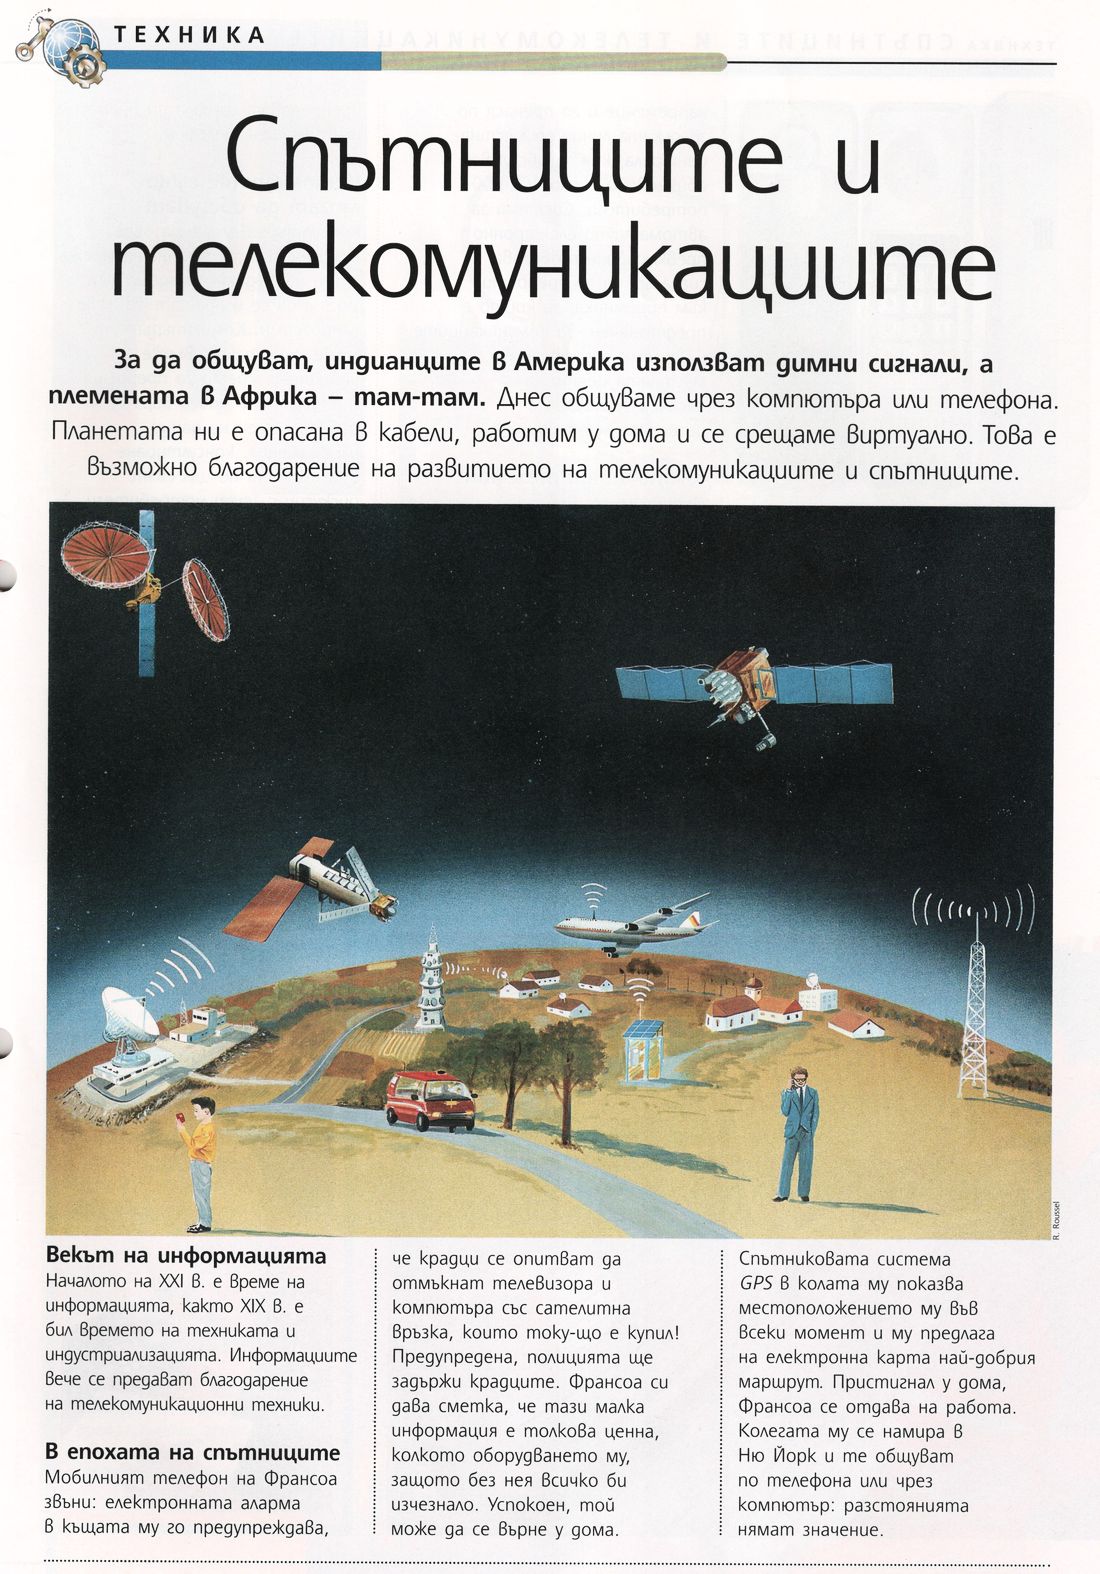 ТЕХНИКА
Спътниците и
телекомуникациите
За да общуват, индианците в Америка използват димни сигнали, а
племената в Африка – там-там. Днес общуваме чрез компютъра или телефона.
Планетата ни е опасана в кабели, работим у дома и се срещаме виртуално. Това е
възможно благодарение на развитието на телекомуникациите и спътниците.
R. Roussel
Векът на информацията
Началото на XXI в. е време на
информацията, както XIX в. е
бил времето на техниката и
индустриализацията. Информациите
вече се предават благодарение
на телекомуникационни техники.
В епохата на спътниците
Мобилният телефон на Франсоа
звъни: електронната аларма
в къщата му го предупреждава,
че крадци се опитват да
отмъкнат телевизора и
компютъра със сателитна
връзка, които току-що е купил!
Предупредена, полицията ще
задържи крадците. Франсоа си
дава сметка, че тази малка
информация е толкова ценна,
колкото оборудването му,
защото без нея всичко би
изчезнало. Успокоен, той
може да се върне у дома.
Спътниковата система
GPS в колата му показва
местоположението му във
всеки момент и му предлага
на електронна карта най-добрия
маршрут. Пристигнал у дома,
Франсоа се отдава на работа.
Колегата му се намира в
Ню Йорк и те общуват
по телефона или чрез
компютър: разстоянията
нямат значение.